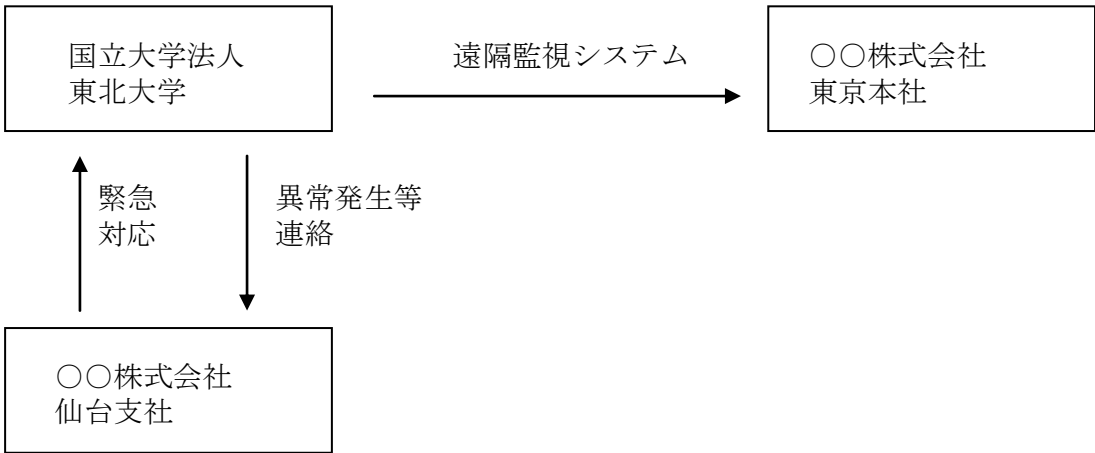 国立大学法人
東北大学
遠隔監視システム
○○株式会社
東京本社
緊急
対応
異常発生等
連絡
○○株式会社
仙台支社